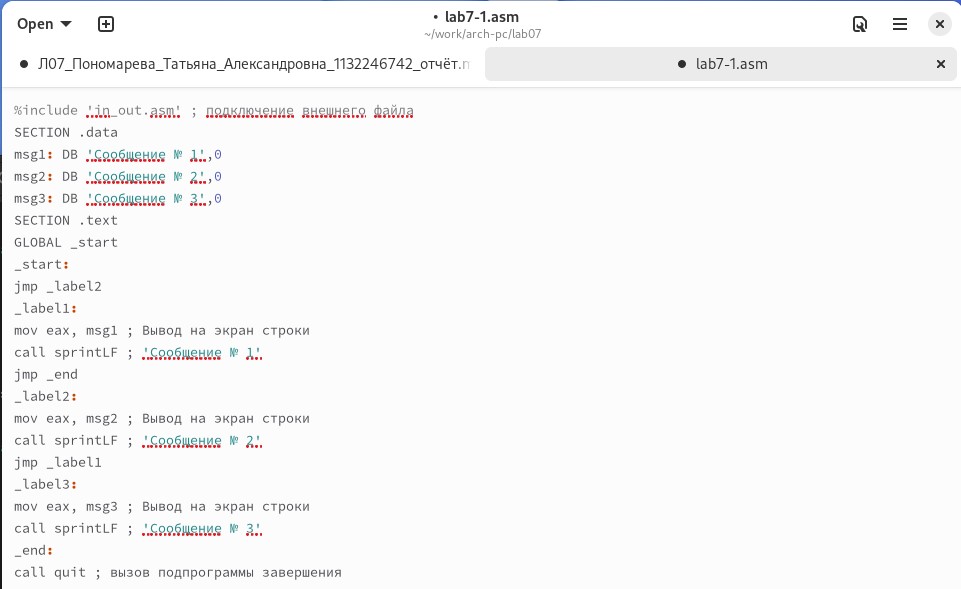 Open
• lab7-1.asm
~/work/arch-pc/lab07
• Л07_Пономарева_Татьяна_Александровна_1132246742_отчёт.m
• lab7-1.asm
%include 'in_out.asm' ; подключение внешнего файла
SECTION .data
msg1: DB 'Сообщение № 1',0
msg2: DB 'Сообщение № 2',0
msg3: DB 'Сообщение № 3',0
SECTION .text
GLOBAL _start
_start:
jmp _label2
_label1:
mov eax, msg1 ; Вывод на экран строки
call sprintLF ; 'Сообщение № 1'
jmp _end
_label2:
mov eax, msg2 ; Вывод на экран строки
call sprintLF ; 'Сообщение № 2'
jmp _label1
_label3:
mov eax, msg3 ; Вывод на экран строки
call sprintLF ; 'Сообщение № 3'
_end:
call quit ; вызов подпрограммы завершения